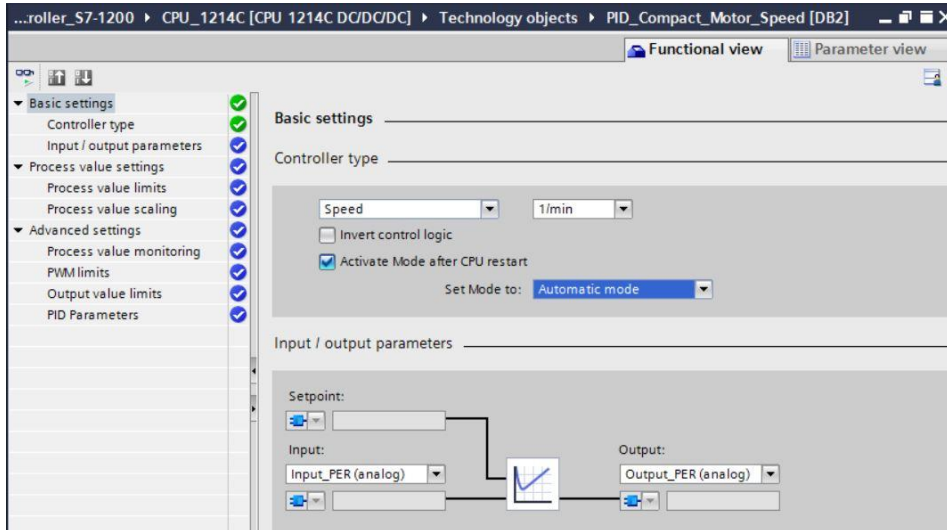 ...roller_S7-1200 ▸ CPU_1214C [CPU 1214C DC/DC/DC] ▸ Technology objects ▸ PID_Compact_Motor_Speed [DB2]
Functional view
Parameter view
Basic settings
Controller type
Input / output parameters
Process value settings
Process value limits
Process value scaling
Advanced settings
Process value monitoring
PWM limits
Output value limits
PID Parameters
Basic settings
Controller type
Speed
1/min
Invert control logic
Activate Mode after CPU restart
Set Mode to: Automatic mode
Input / output parameters
Setpoint:
Input:
Output:
Input_PER (analog)
Output_PER (analog)